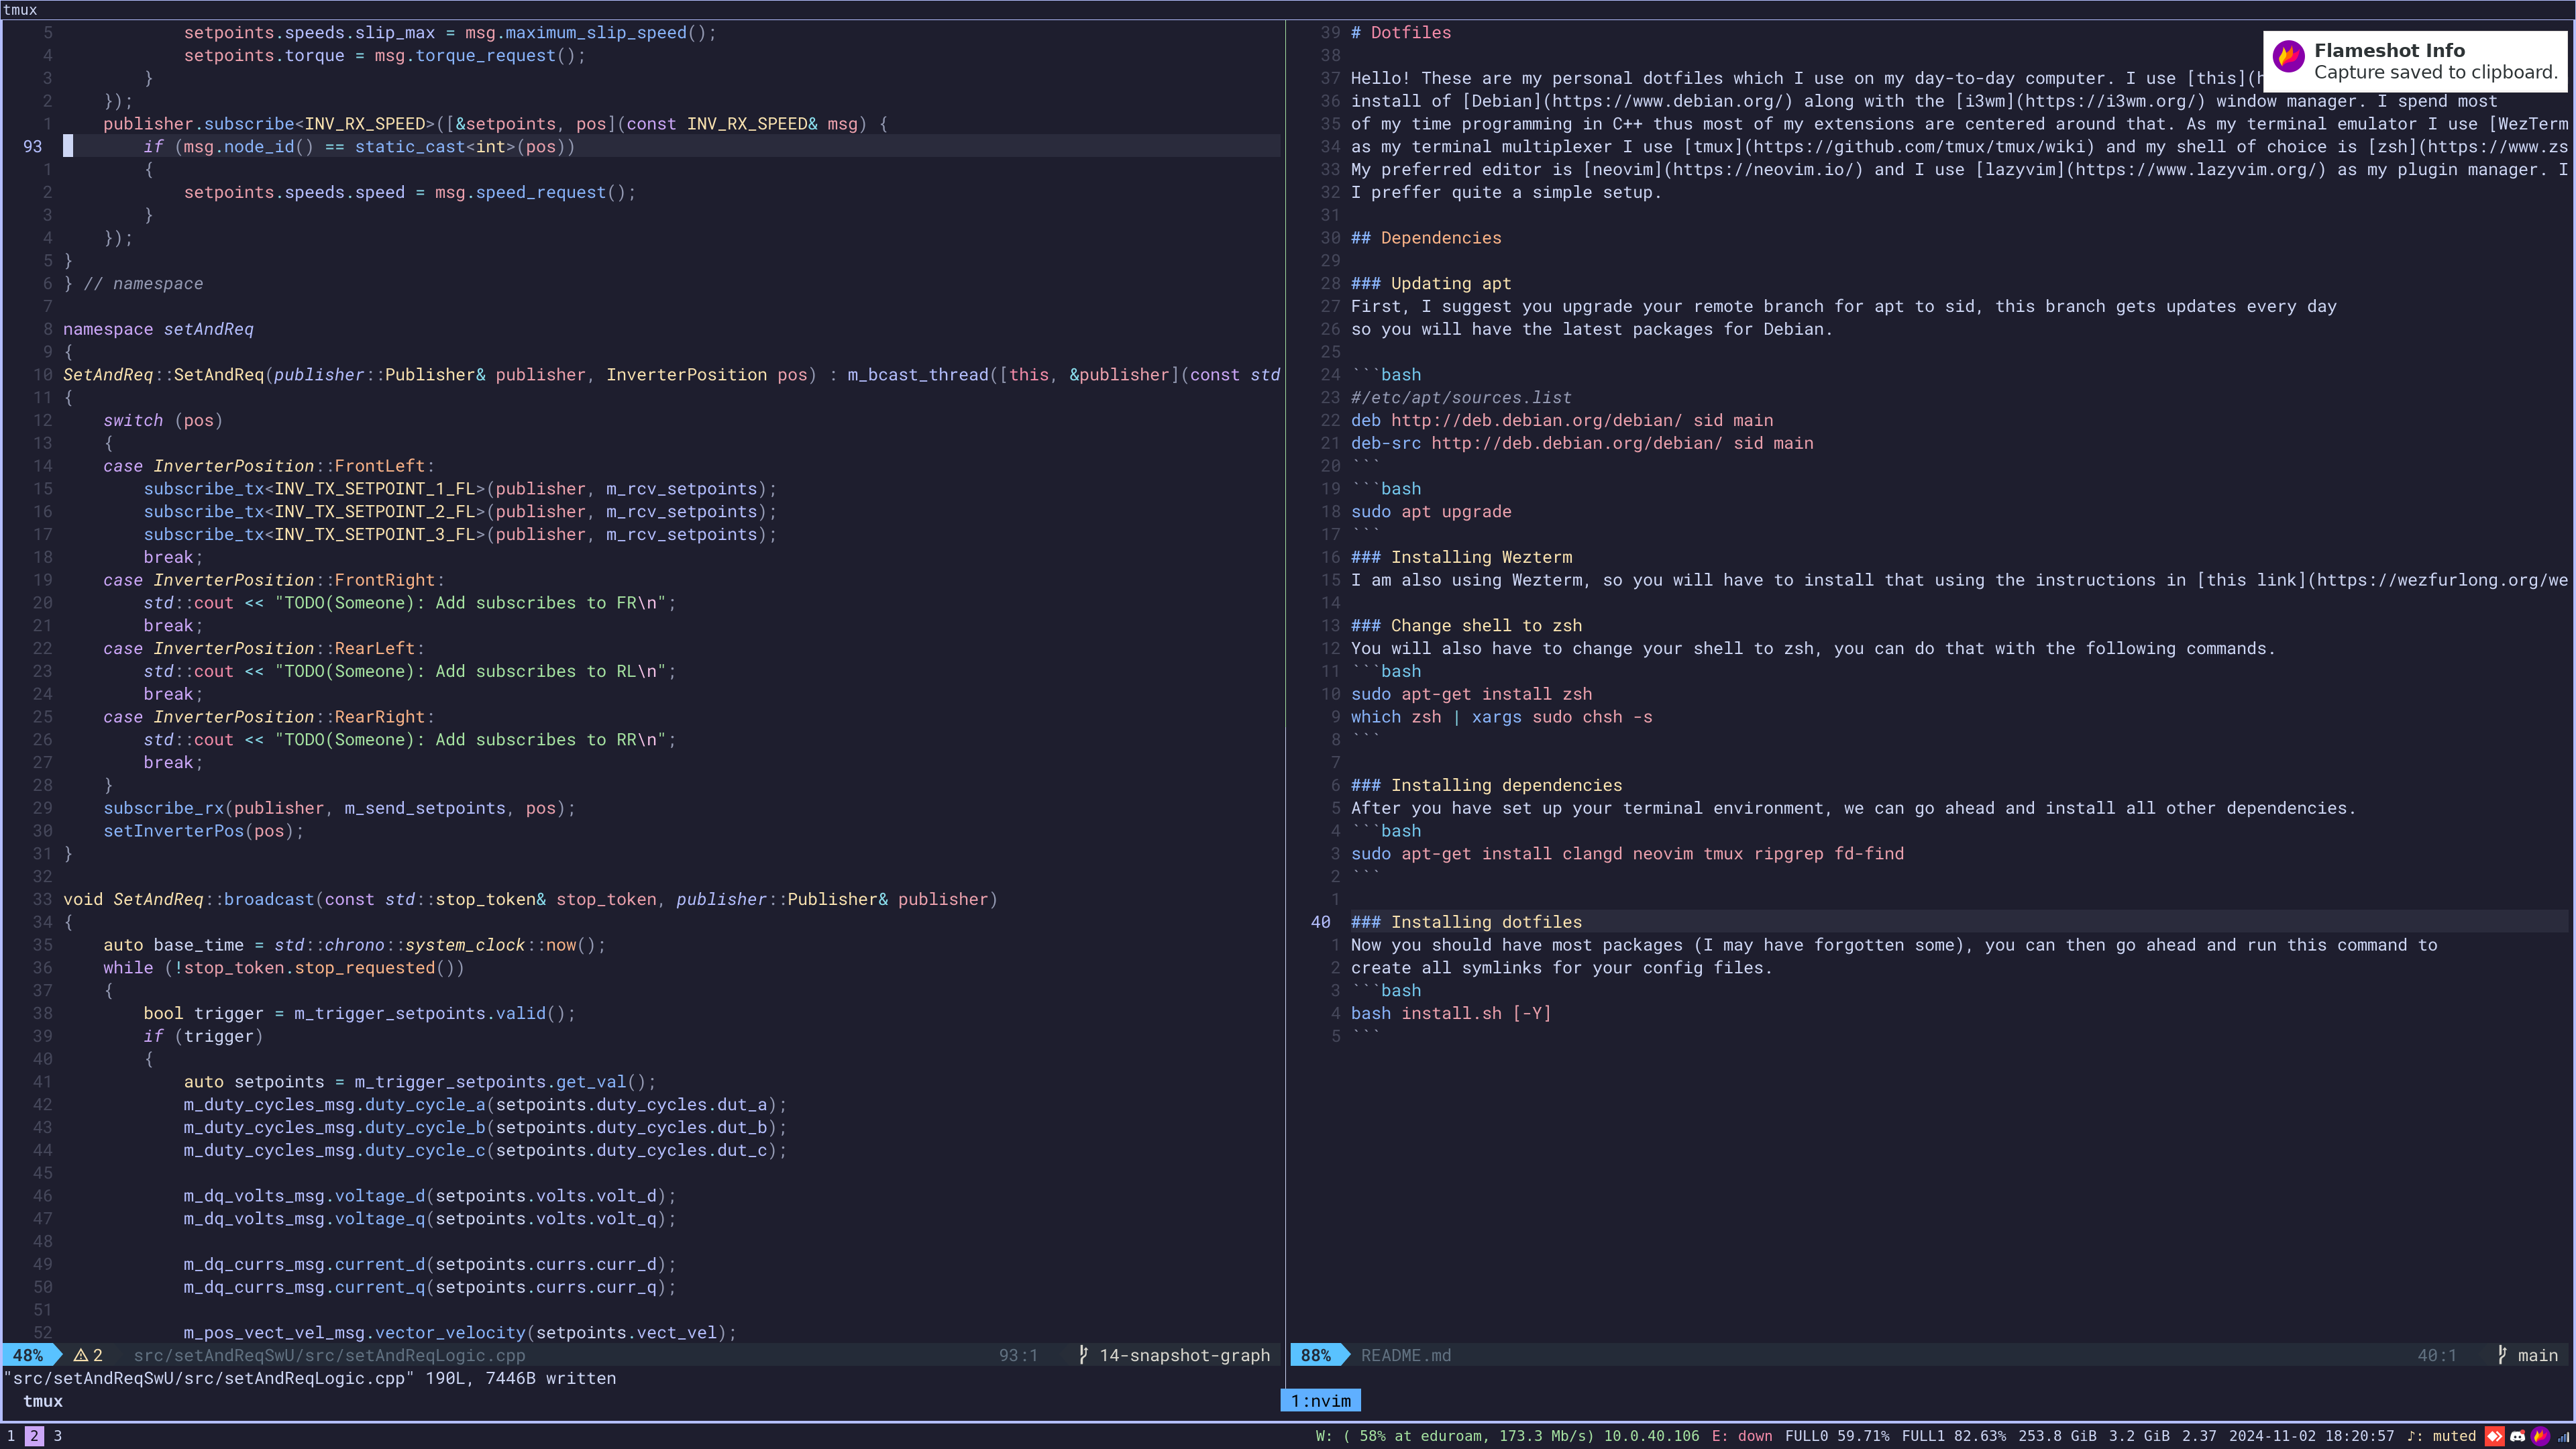 tmux
5 setpoints.speeds.slip_max = msg.maximum_slip_speed();
4 setpoints.torque = msg.torque_request();
3 }
2 });
1 publisher.subscribe<INV_RX_SPEED>([&setpoints, pos](const INV_RX_SPEED& msg) {
93 if (msg.node_id() == static_cast<int>(pos))
1 {
2 setpoints.speeds.speed = msg.speed_request();
3 }
4 });
5 }
6 } // namespace
7
8 namespace setAndReq
9 {
10 SetAndReq::SetAndReq(publisher::Publisher& publisher, InverterPosition pos) : m_bcast_thread([this, &publisher](const std
11 {
12 switch (pos)
13 {
14 case InverterPosition::FrontLeft:
15 subscribe_tx<INV_TX_SETPOINT_1_FL>(publisher, m_rcv_setpoints);
16 subscribe_tx<INV_TX_SETPOINT_2_FL>(publisher, m_rcv_setpoints);
17 subscribe_tx<INV_TX_SETPOINT_3_FL>(publisher, m_rcv_setpoints);
18 break;
19 case InverterPosition::FrontRight:
20 std::cout << "TODO(Someone): Add subscribes to FR\n";
21 break;
22 case InverterPosition::RearLeft:
23 std::cout << "TODO(Someone): Add subscribes to RL\n";
24 break;
25 case InverterPosition::RearRight:
26 std::cout << "TODO(Someone): Add subscribes to RR\n";
27 break;
28 }
29 subscribe_rx(publisher, m_send_setpoints, pos);
30 setInverterPos(pos);
31 }
32
33 void SetAndReq::broadcast(const std::stop_token& stop_token, publisher::Publisher& publisher)
34 {
35 auto base_time = std::chrono::system_clock::now();
36 while (!stop_token.stop_requested())
37 {
38 bool trigger = m_trigger_setpoints.valid();
39 if (trigger)
40 {
41 auto setpoints = m_trigger_setpoints.get_val();
42 m_duty_cycles_msg.duty_cycle_a(setpoints.duty_cycles.dut_a);
43 m_duty_cycles_msg.duty_cycle_b(setpoints.duty_cycles.dut_b);
44 m_duty_cycles_msg.duty_cycle_c(setpoints.duty_cycles.dut_c);
45
46 m_dq_volts_msg.voltage_d(setpoints.volts.volt_d);
47 m_dq_volts_msg.voltage_q(setpoints.volts.volt_q);
48
49 m_dq_currs_msg.current_d(setpoints.currs.curr_d);
50 m_dq_currs_msg.current_q(setpoints.currs.curr_q);
51
52 m_pos_vect_vel_msg.vector_velocity(setpoints.vect_vel);
48% ⚠ 2 src/setAndReqSwU/src/setAndReqLogic.cpp 93:1 14-snapshot-graph
"src/setAndReqSwU/src/setAndReqLogic.cpp" 190L, 7446B written
39 # Dotfiles
38
37 Hello! These are my personal dotfiles which I use on my day-to-day computer. I use [this](h
36 install of [Debian](https://www.debian.org/) along with the [i3wm](https://i3wm.org/) window manager. I spend most
35 of my time programming in C++ thus most of my extensions are centered around that. As my terminal emulator I use [WezTerm
34 as my terminal multiplexer I use [tmux](https://github.com/tmux/tmux/wiki) and my shell of choice is [zsh](https://www.zs
33 My preferred editor is [neovim](https://neovim.io/) and I use [lazyvim](https://www.lazyvim.org/) as my plugin manager. I
32 I preffer quite a simple setup.
31
30 ## Dependencies
29
28 ### Updating apt
27 First, I suggest you upgrade your remote branch for apt to sid, this branch gets updates every day
26 so you will have the latest packages for Debian.
25
24 ```bash
23 #/etc/apt/sources.list
22 deb http://deb.debian.org/debian/ sid main
21 deb-src http://deb.debian.org/debian/ sid main
20 ```
19 ```bash
18 sudo apt upgrade
17 ```
16 ### Installing Wezterm
15 I am also using Wezterm, so you will have to install that using the instructions in [this link](https://wezfurlong.org/we
14
13 ### Change shell to zsh
12 You will also have to change your shell to zsh, you can do that with the following commands.
11 ```bash
10 sudo apt-get install zsh
9 which zsh | xargs sudo chsh -s
8 ```
7
6 ### Installing dependencies
5 After you have set up your terminal environment, we can go ahead and install all other dependencies.
4 ```bash
3 sudo apt-get install clangd neovim tmux ripgrep fd-find
2 ```
1
40 ### Installing dotfiles
1 Now you should have most packages (I may have forgotten some), you can then go ahead and run this command to
2 create all symlinks for your config files.
3 ```bash
4 bash install.sh [-Y]
5 ```
88% README.md 40:1 main
Flameshot Info
Capture saved to clipboard.
tmux 1:nvim
1 2 3 W: ( 58% at eduroam, 173.3 Mb/s) 10.0.40.106 E: down FULL0 59.71% FULL1 82.63% 253.8 GiB 3.2 GiB 2.37 2024-11-02 18:20:57 ♪: muted